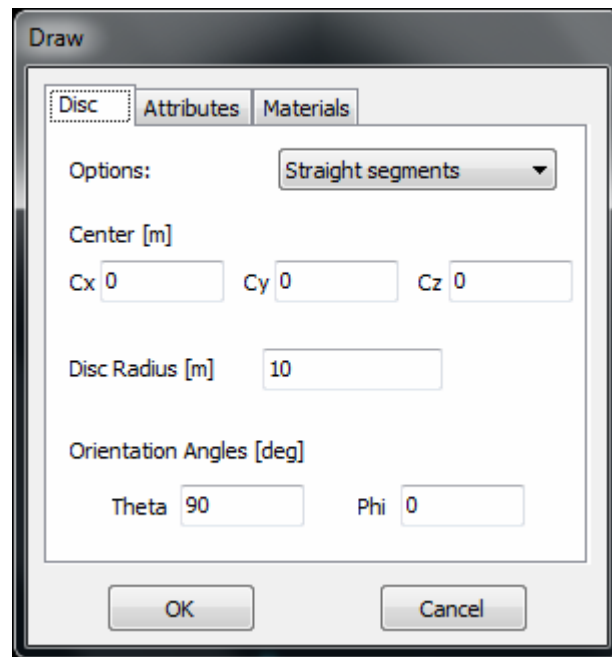 Draw
Disc Attributes Materials
Options: Straight segments
Center [m]
Cx 0 Cy 0 Cz 0
Disc Radius [m] 10
Orientation Angles [deg]
Theta 90 Phi 0
OK Cancel